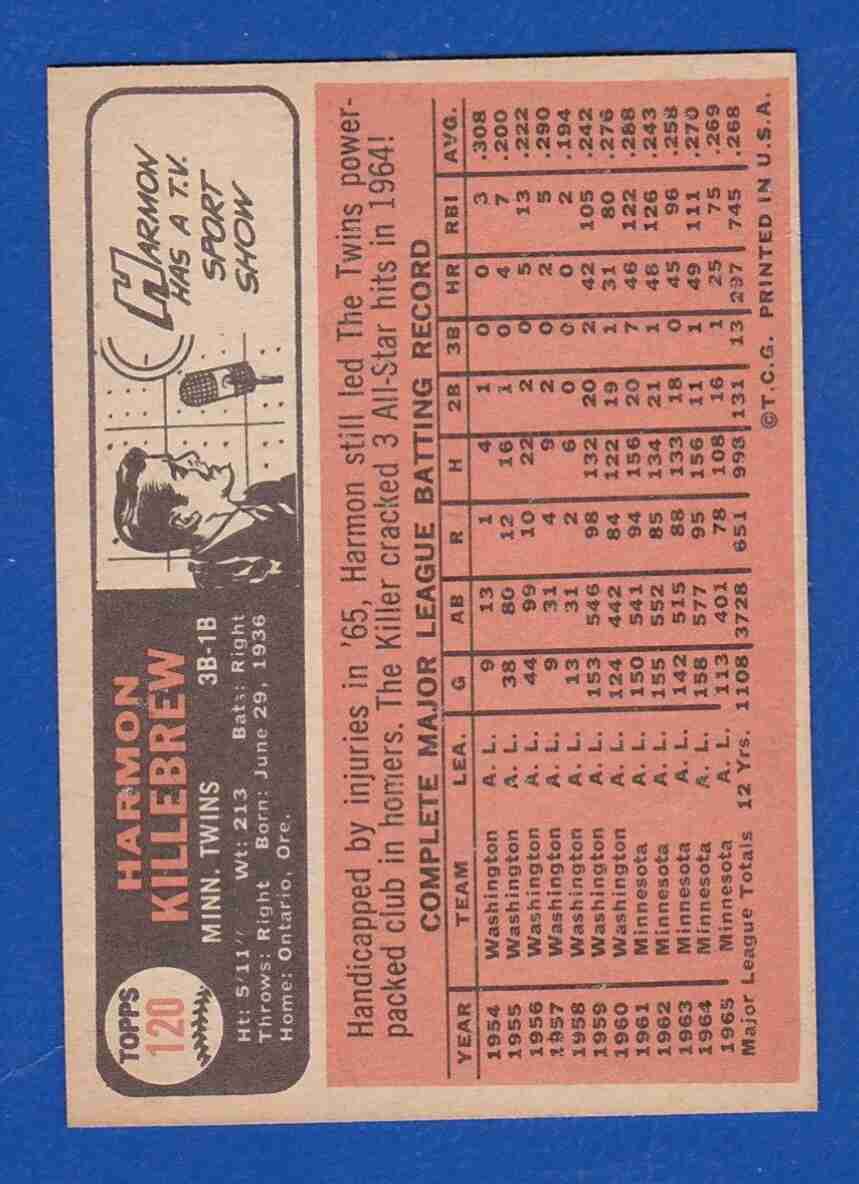 TOPPS
120
HARMON
KILLEBREW
MINN. TWINS 3B-1B
Ht: 5'11" Wt: 213 Bats: Right
Throws: Right Born: June 29, 1936
Home: Ontario, Ore.
HARMON
HAS A T.V.
SPORT
SHOW
Handicapped by injuries in '65, Harmon still led The Twins power-
packed club in homers. The Killer cracked 3 All-Star hits in 1964!
COMPLETE MAJOR LEAGUE BATTING RECORD
YEAR TEAM LEA. G AB R H 2B 3B HR RBI AVG.
1954 Washington A. L. 9 13 1 4 1 0 0 3 .308
1955 Washington A. L. 38 80 12 16 1 0 4 7 .200
1956 Washington A. L. 44 99 10 22 2 0 5 13 .222
1957 Washington A. L. 9 31 4 9 2 0 2 5 .290
1958 Washington A. L. 13 31 2 6 0 0 0 2 .194
1959 Washington A. L. 153 546 98 132 20 2 42 105 .242
1960 Washington A. L. 124 442 84 122 19 1 31 80 .276
1961 Minnesota A. L. 150 541 94 156 20 7 46 122 .288
1962 Minnesota A. L. 155 552 85 134 21 1 48 126 .243
1963 Minnesota A. L. 142 515 88 133 18 0 45 96 .258
1964 Minnesota A. L. 158 577 95 156 11 1 49 111 .270
1965 Minnesota A. L. 113 401 78 108 16 1 25 75 .269
Major League Totals 12 Yrs. 1108 3728 651 998 131 13 297 745 .268
©T.C.G. PRINTED IN U.S.A.